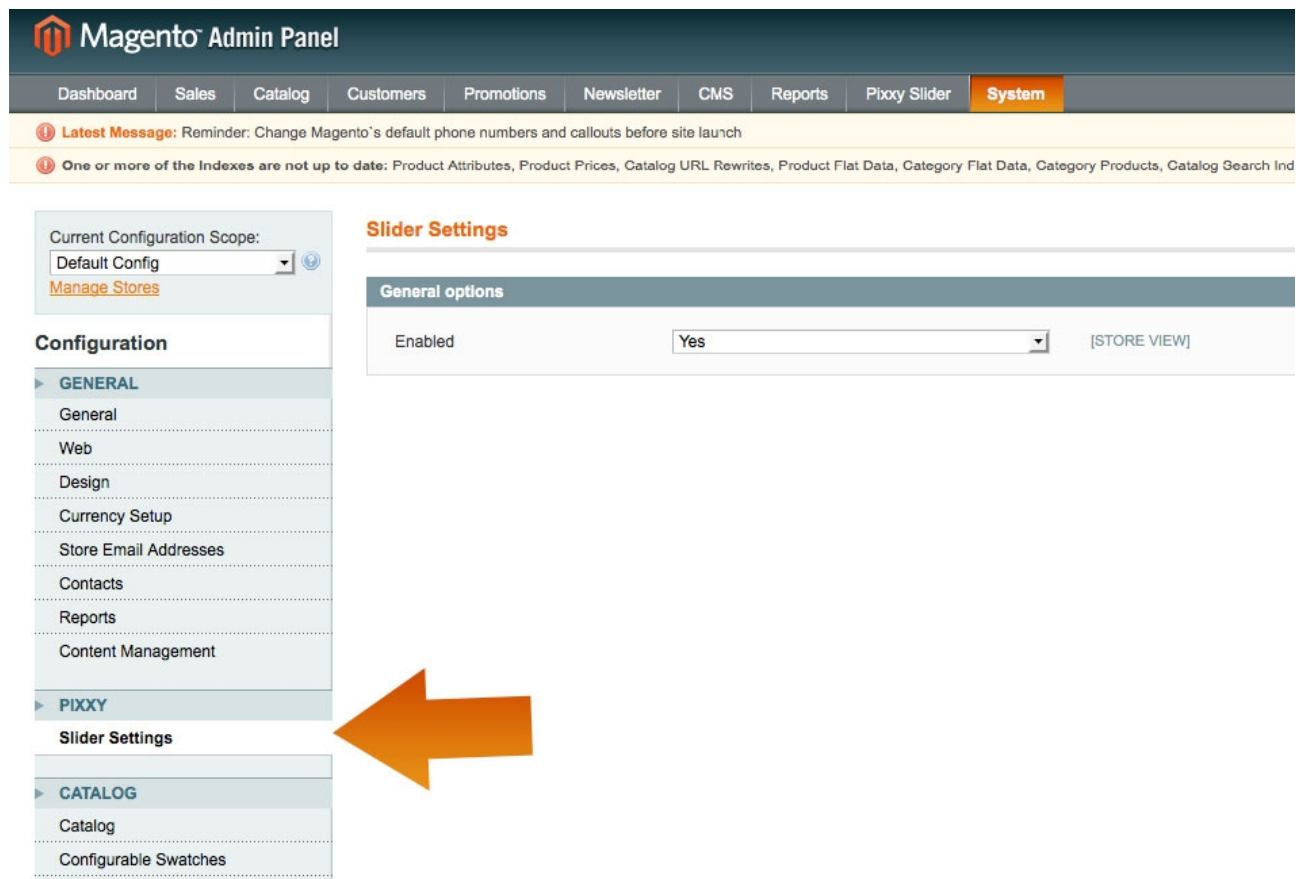 Magento Admin Panel
Dashboard Sales Catalog Customers Promotions Newsletter CMS Reports Pixxy Slider System
Latest Message: Reminder: Change Magento`s default phone numbers and callouts before site launch
One or more of the Indexes are not up to date: Product Attributes, Product Prices, Catalog URL Rewrites, Product Flat Data, Category Flat Data, Category Products, Catalog Search Ind
Current Configuration Scope:
Default Config
Manage Stores
Slider Settings
General options
Enabled Yes [STORE VIEW]
Configuration
GENERAL
General
Web
Design
Currency Setup
Store Email Addresses
Contacts
Reports
Content Management
PIXXY
Slider Settings
CATALOG
Catalog
Configurable Swatches